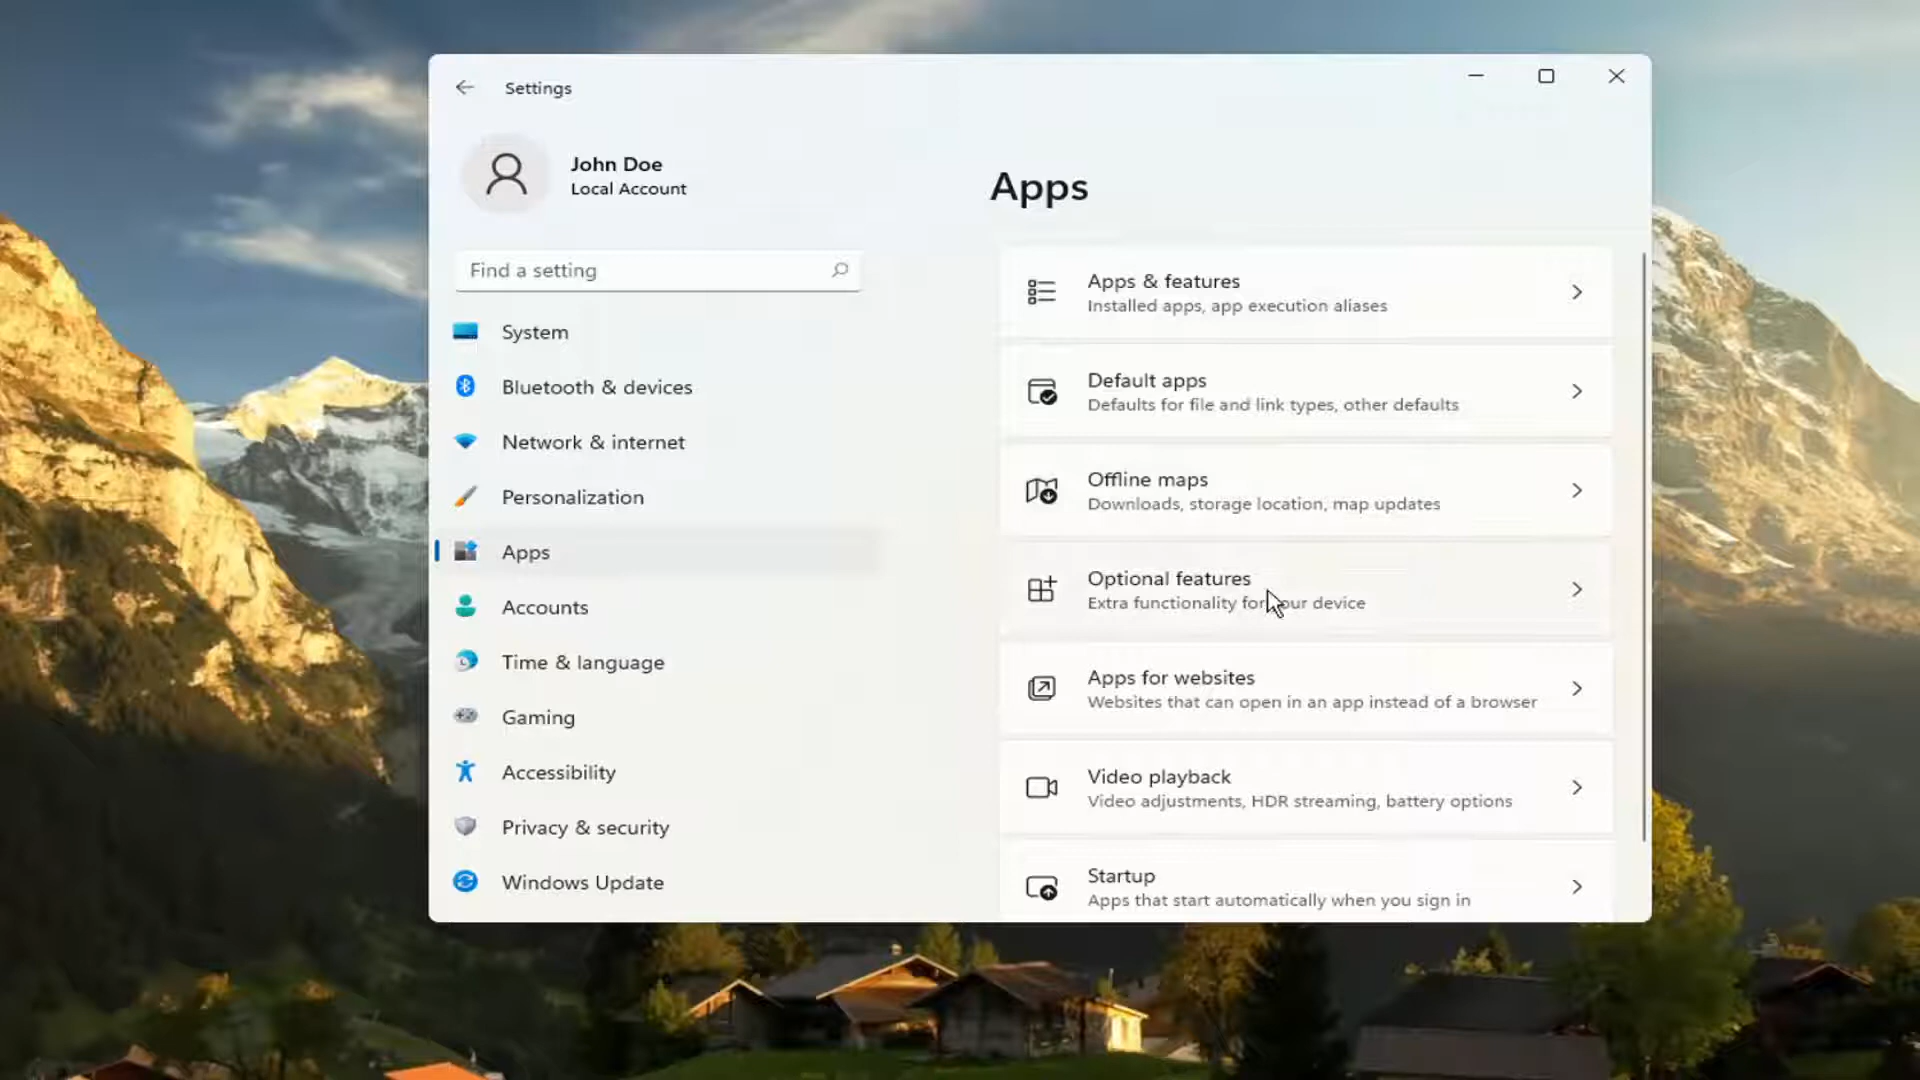 Settings
John Doe
Local Account
Find a setting
System
Bluetooth & devices
Network & internet
Personalization
Apps
Accounts
Time & language
Gaming
Accessibility
Privacy & security
Windows Update
Apps
Apps & features
Installed apps, app execution aliases
Default apps
Defaults for file and link types, other defaults
Offline maps
Downloads, storage location, map updates
Optional features
Extra functionality for your device
Apps for websites
Websites that can open in an app instead of a browser
Video playback
Video adjustments, HDR streaming, battery options
Startup
Apps that start automatically when you sign in